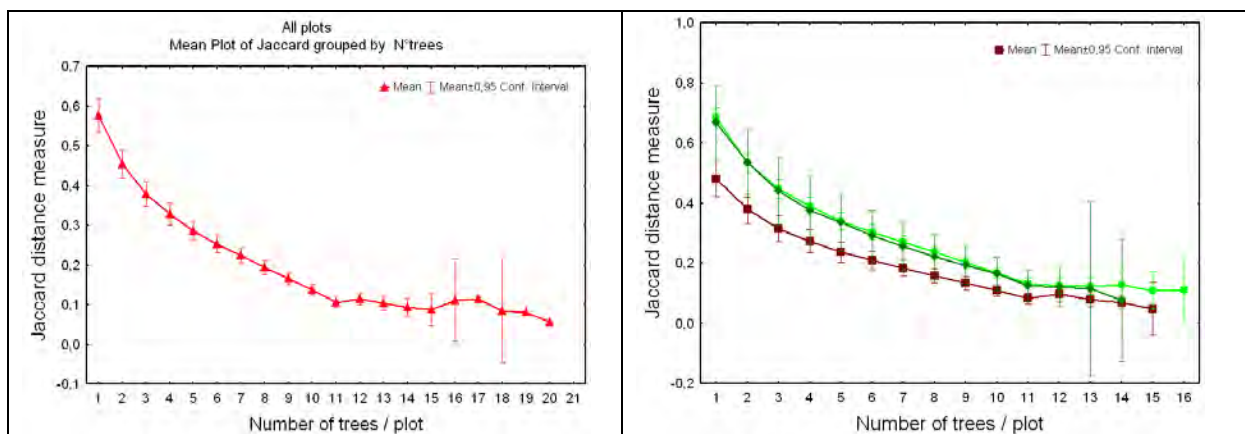 All plots
Mean Plot of Jaccard grouped by N°trees
Mean Mean±0,95 Conf. Interval
0,7
0,6
0,5
0,4
0,3
0,2
0,1
0,0
-0,1
Jaccard distance measure
1 2 3 4 5 6 7 8 9 10 11 12 13 14 15 16 17 18 19 20 21
Number of trees / plot
Mean Mean±0,95 Conf. Interval
1,0
0,8
0,6
0,4
0,2
0,0
-0,2
Jaccard distance measure
1 2 3 4 5 6 7 8 9 10 11 12 13 14 15 16
Number of trees / plot